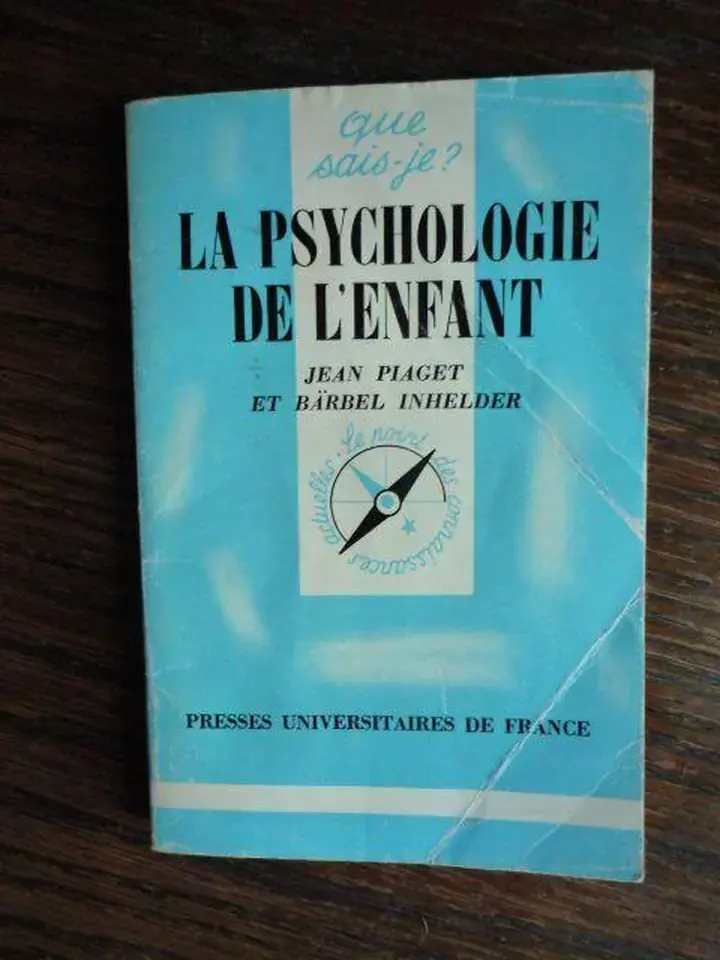 que
sais-je?
LA PSYCHOLOGIE
DE L'ENFANT
JEAN PIAGET
ET BÄRBEL INHELDER
Le point des connaissances actuelles
PRESSES UNIVERSITAIRES DE FRANCE